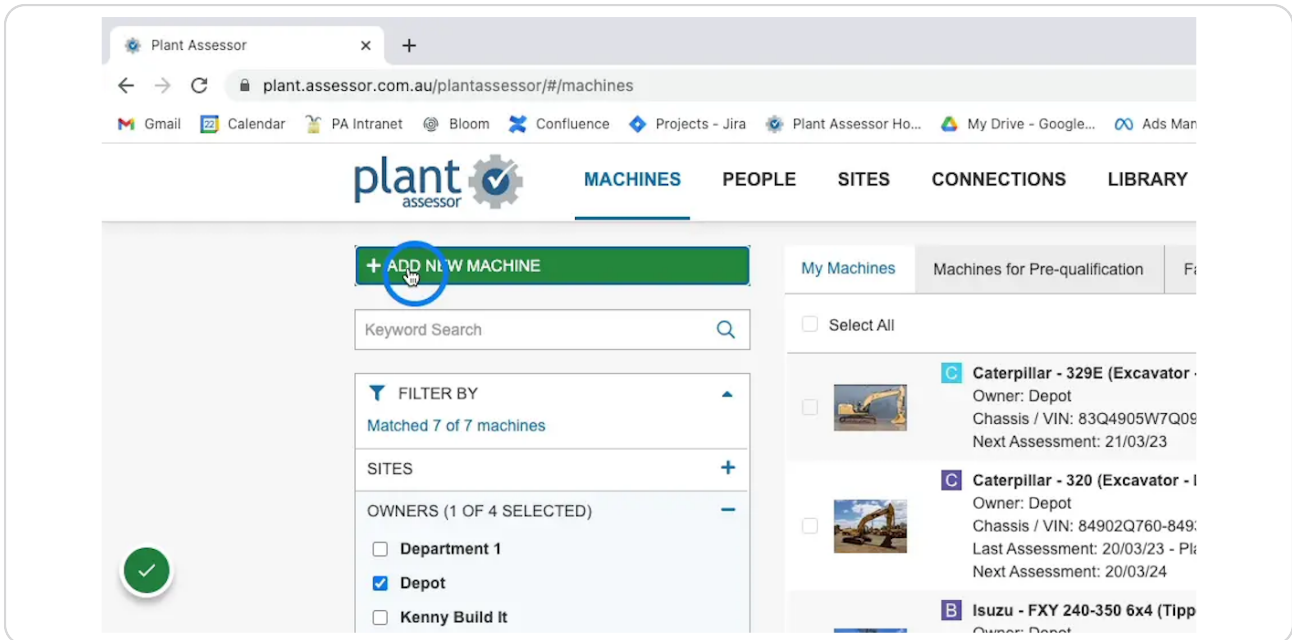 Plant Assessor
plant.assessor.com.au/plantassessor/#/machines
Gmail 22 Calendar PA Intranet Bloom Confluence Projects - Jira Plant Assessor Ho... My Drive - Google... Ads Man
plant assessor
MACHINES PEOPLE SITES CONNECTIONS LIBRARY
+ ADD NEW MACHINE
Keyword Search
FILTER BY
Matched 7 of 7 machines
SITES
OWNERS (1 OF 4 SELECTED)
Department 1
Depot
Kenny Build It
My Machines Machines for Pre-qualification
Select All
C Caterpillar - 329E (Excavator -
Owner: Depot
Chassis / VIN: 83Q4905W7Q09
Next Assessment: 21/03/23
C Caterpillar - 320 (Excavator -
Owner: Depot
Chassis / VIN: 84902Q760-849
Last Assessment: 20/03/23 - Pla
Next Assessment: 20/03/24
B Isuzu - FXY 240-350 6x4 (Tipp
Owner: Depot